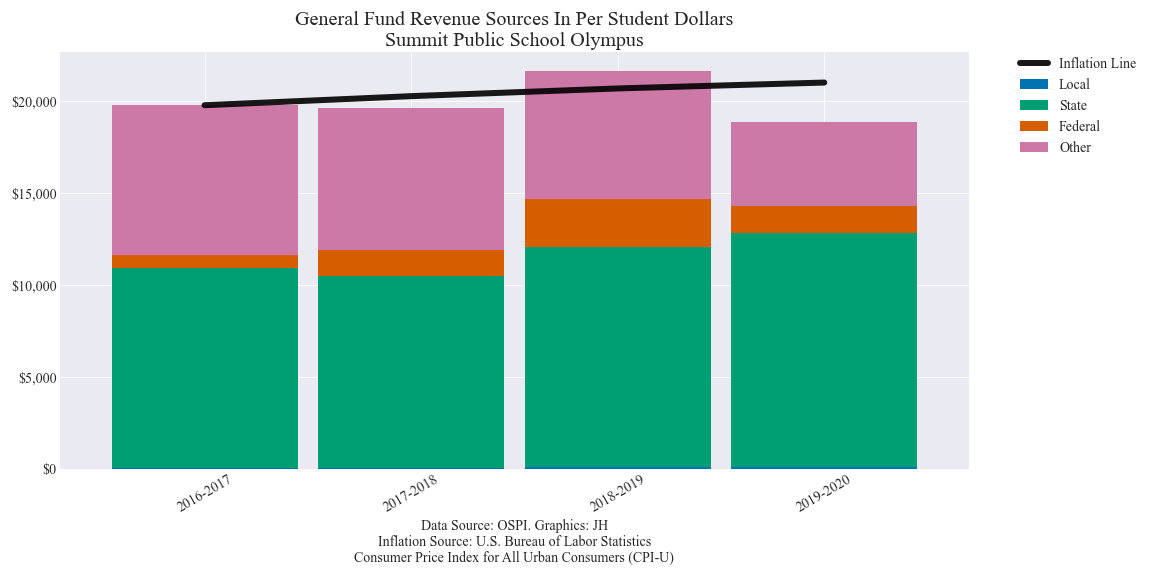 General Fund Revenue Sources In Per Student Dollars
Summit Public School Olympus
Inflation Line
Local
State
Federal
Other
$20,000
$15,000
$10,000
$5,000
$0
2016-2017
2017-2018
2018-2019
2019-2020
Data Source: OSPI. Graphics: JH
Inflation Source: U.S. Bureau of Labor Statistics
Consumer Price Index for All Urban Consumers (CPI-U)